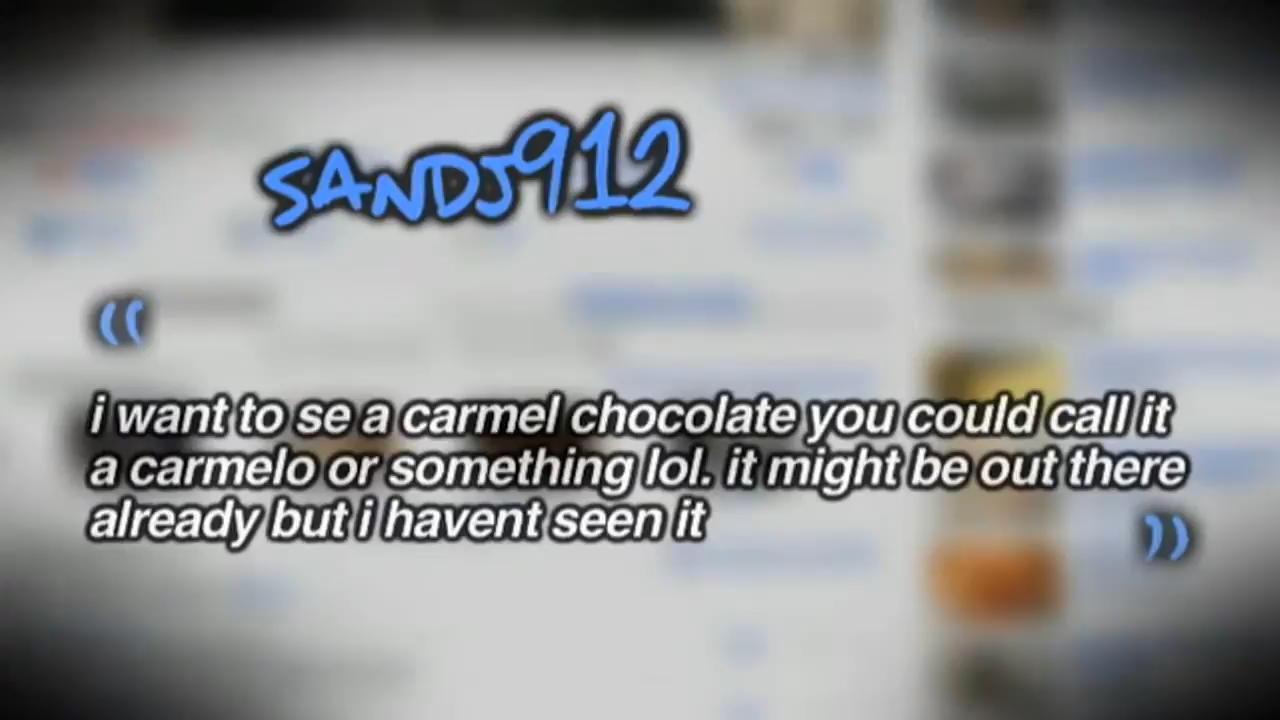 SANDJ912
“
i want to se a carmel chocolate you could call it
a carmelo or something lol. it might be out there
already but i havent seen it
”